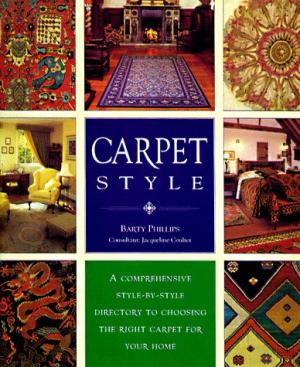 CARPET
STYLE
BARTY PHILLIPS
Consultant: Jacqueline Coulter
A COMPREHENSIVE
STYLE-BY-STYLE
DIRECTORY TO CHOOSING
THE RIGHT CARPET FOR
YOUR HOME